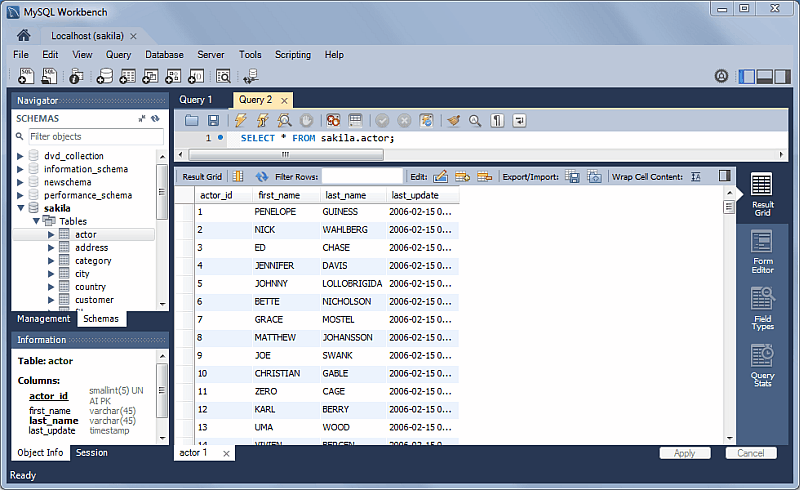 MySQL Workbench
Localhost (sakila)
File Edit View Query Database Server Tools Scripting Help
Navigator
SCHEMAS
Filter objects
dvd_collection
information_schema
newschema
performance_schema
sakila
Tables
actor
address
category
city
country
customer
Management Schemas
Information
Table: actor
Columns:
actor_id smallint(5) UN
AI PK
first_name varchar(45)
last_name varchar(45)
last_update timestamp
Object Info Session
Query 1 Query 2
1 SELECT * FROM sakila.actor;
Result Grid Filter Rows: Edit: Export/Import: Wrap Cell Content:
actor_id first_name last_name last_update
1 PENELOPE GUINESS 2006-02-15 0...
2 NICK WAHLBERG 2006-02-15 0...
3 ED CHASE 2006-02-15 0...
4 JENNIFER DAVIS 2006-02-15 0...
5 JOHNNY LOLLOBRIGIDA 2006-02-15 0...
6 BETTE NICHOLSON 2006-02-15 0...
7 GRACE MOSTEL 2006-02-15 0...
8 MATTHEW JOHANSSON 2006-02-15 0...
9 JOE SWANK 2006-02-15 0...
10 CHRISTIAN GABLE 2006-02-15 0...
11 ZERO CAGE 2006-02-15 0...
12 KARL BERRY 2006-02-15 0...
13 UMA WOOD 2006-02-15 0...
14 VIVIEN BERGEN 2006-02-15 0...
Result
Grid
Form
Editor
Field
Types
Query
Stats
actor 1
Apply Cancel
Ready